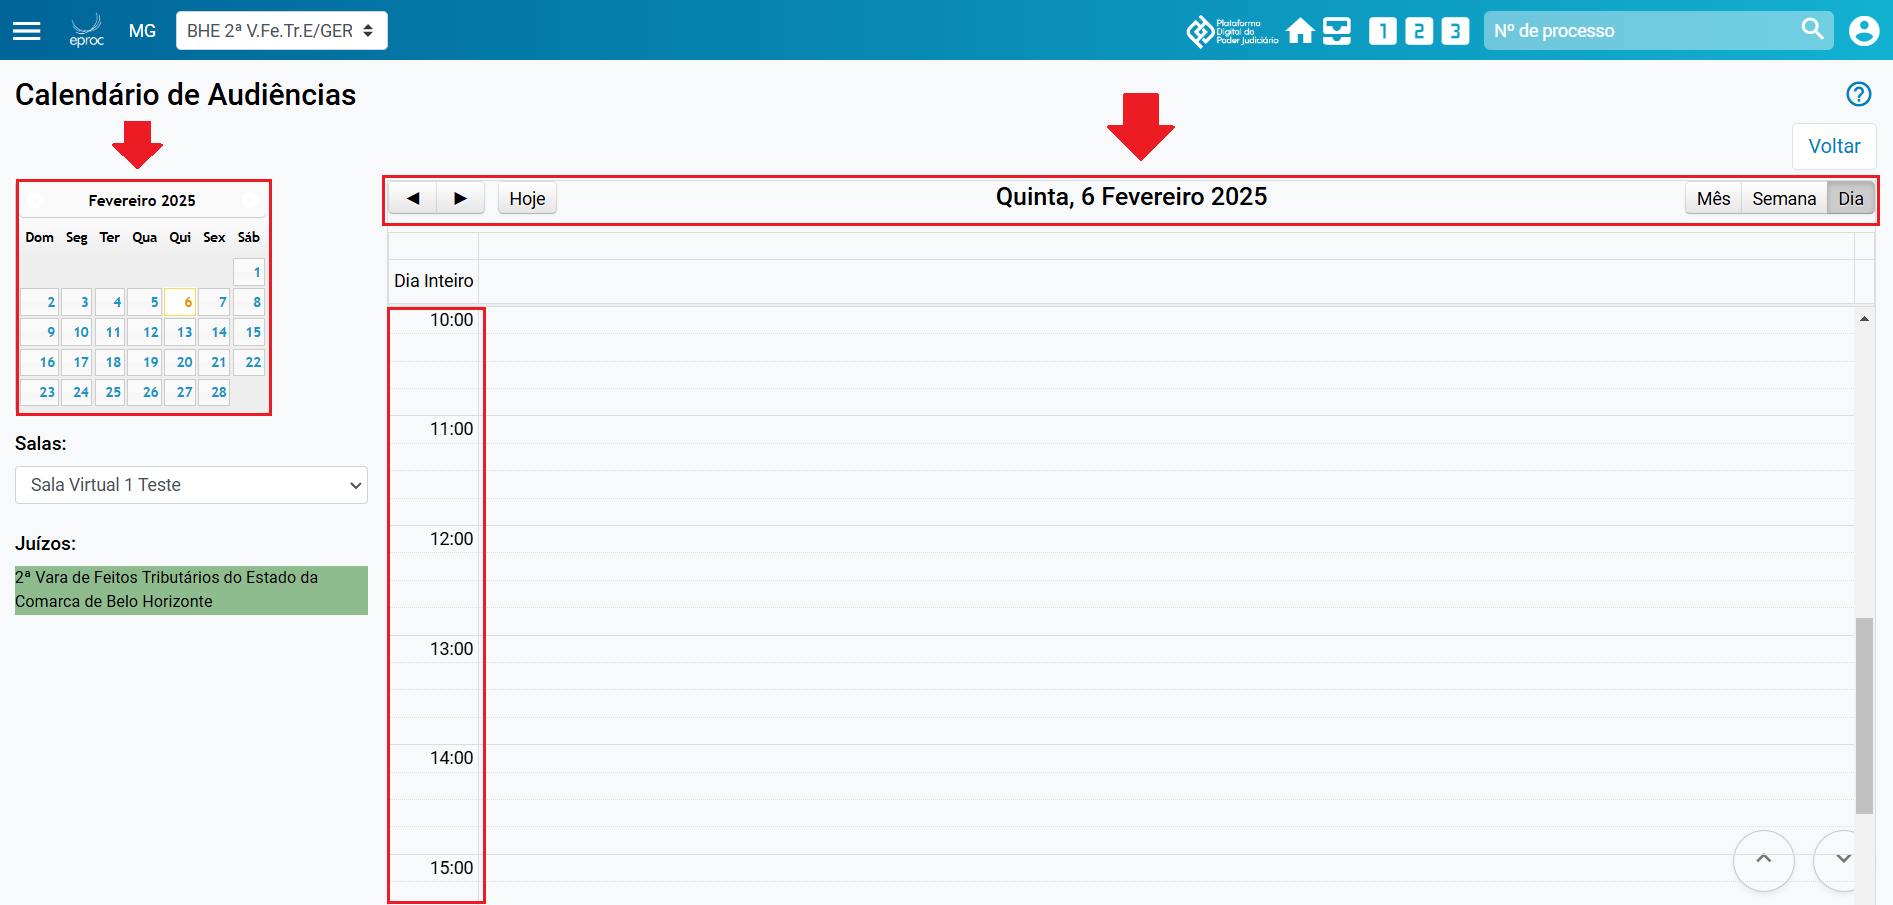 eproc
MG
BHE 2ª V.Fe.Tr.E/GER
Plataforma
Digital do
Poder Judiciário
1 2 3
Nº de processo
Calendário de Audiências
Voltar
Fevereiro 2025
Dom Seg Ter Qua Qui Sex Sáb
1
2 3 4 5 6 7 8
9 10 11 12 13 14 15
16 17 18 19 20 21 22
23 24 25 26 27 28
Salas:
Sala Virtual 1 Teste
Juízos:
2ª Vara de Feitos Tributários do Estado da
Comarca de Belo Horizonte
Hoje
Quinta, 6 Fevereiro 2025
Mês Semana Dia
Dia Inteiro
10:00
11:00
12:00
13:00
14:00
15:00